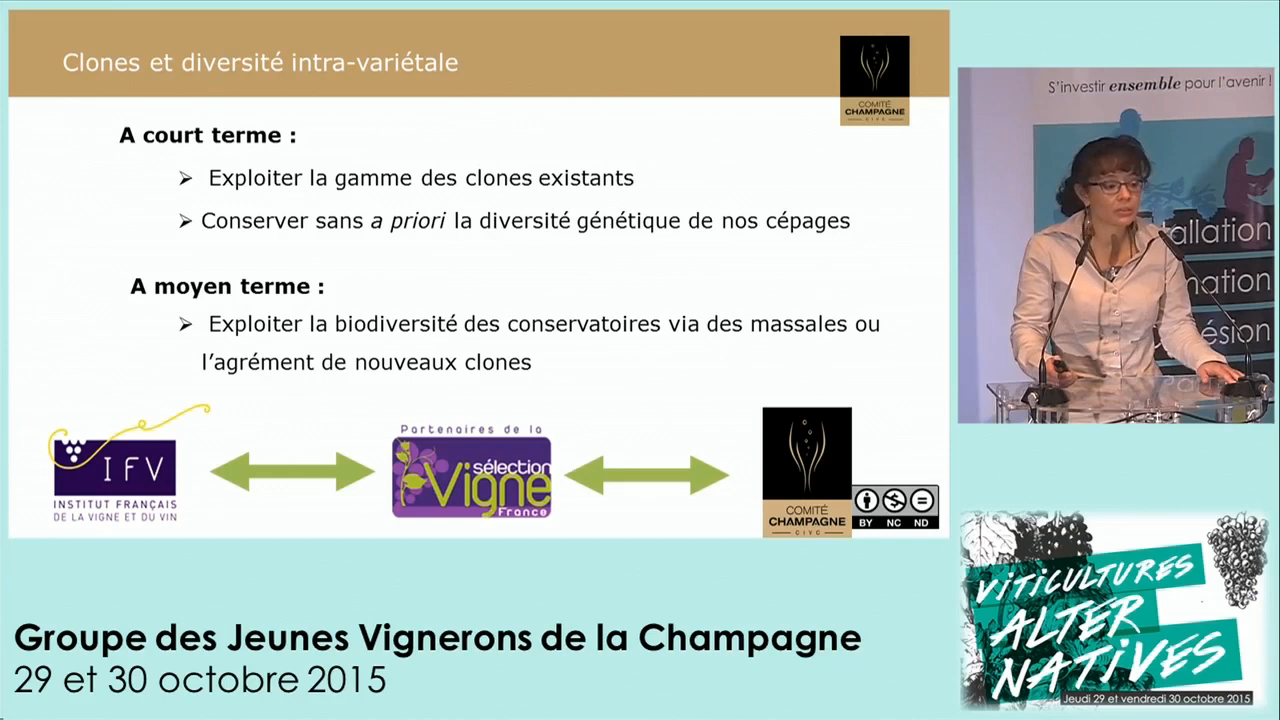 Clones et diversité intra-variétale
COMITÉ
CHAMPAGNE
CIVC
A court terme :
Exploiter la gamme des clones existants
Conserver sans a priori la diversité génétique de nos cépages
A moyen terme :
Exploiter la biodiversité des conservatoires via des massales ou
l’agrément de nouveaux clones
IFV
INSTITUT FRANÇAIS
DE LA VIGNE ET DU VIN
Partenaires de la
sélection
Vigne
France
COMITÉ
CHAMPAGNE
CIVC
BY NC ND
S’investir ensemble pour l’avenir !
Groupe des Jeunes Vignerons de la Champagne
29 et 30 octobre 2015
VITICULTURES
ALTER
NATIVES
Jeudi 29 et vendredi 30 octobre 2015